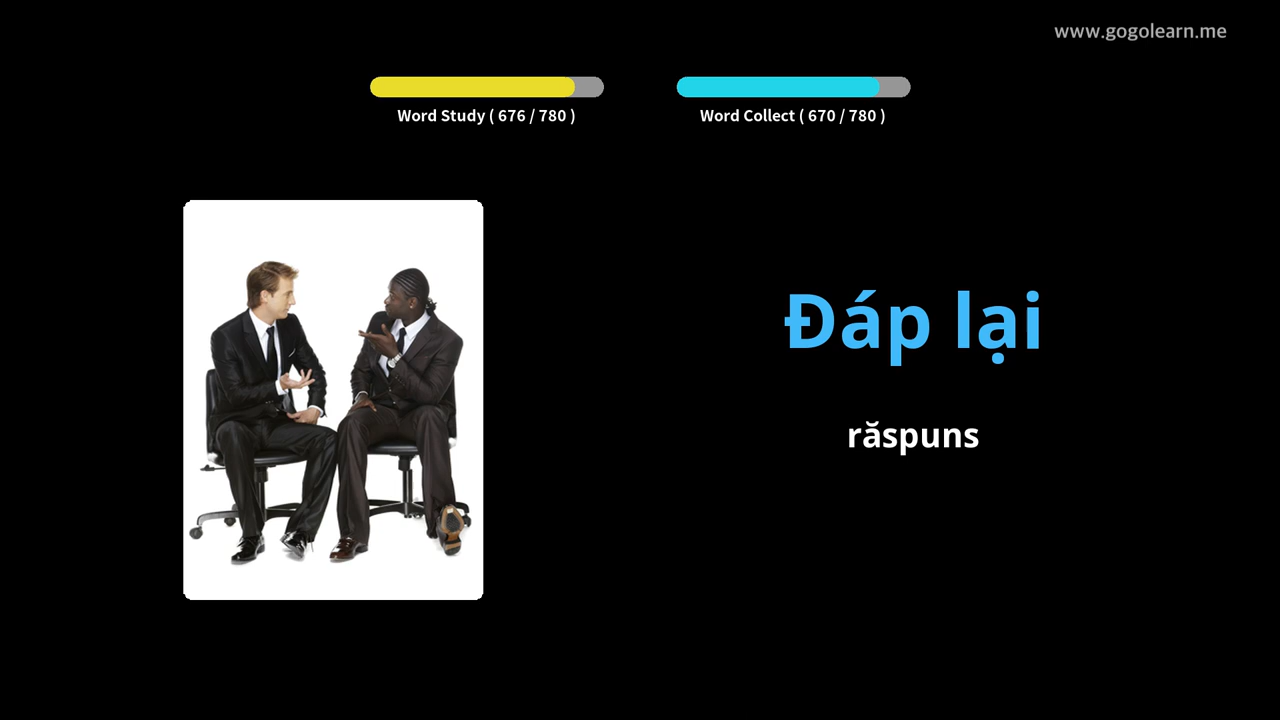 www.gogolearn.me
Word Study ( 676 / 780 )
Word Collect ( 670 / 780 )
Đáp lại
răspuns